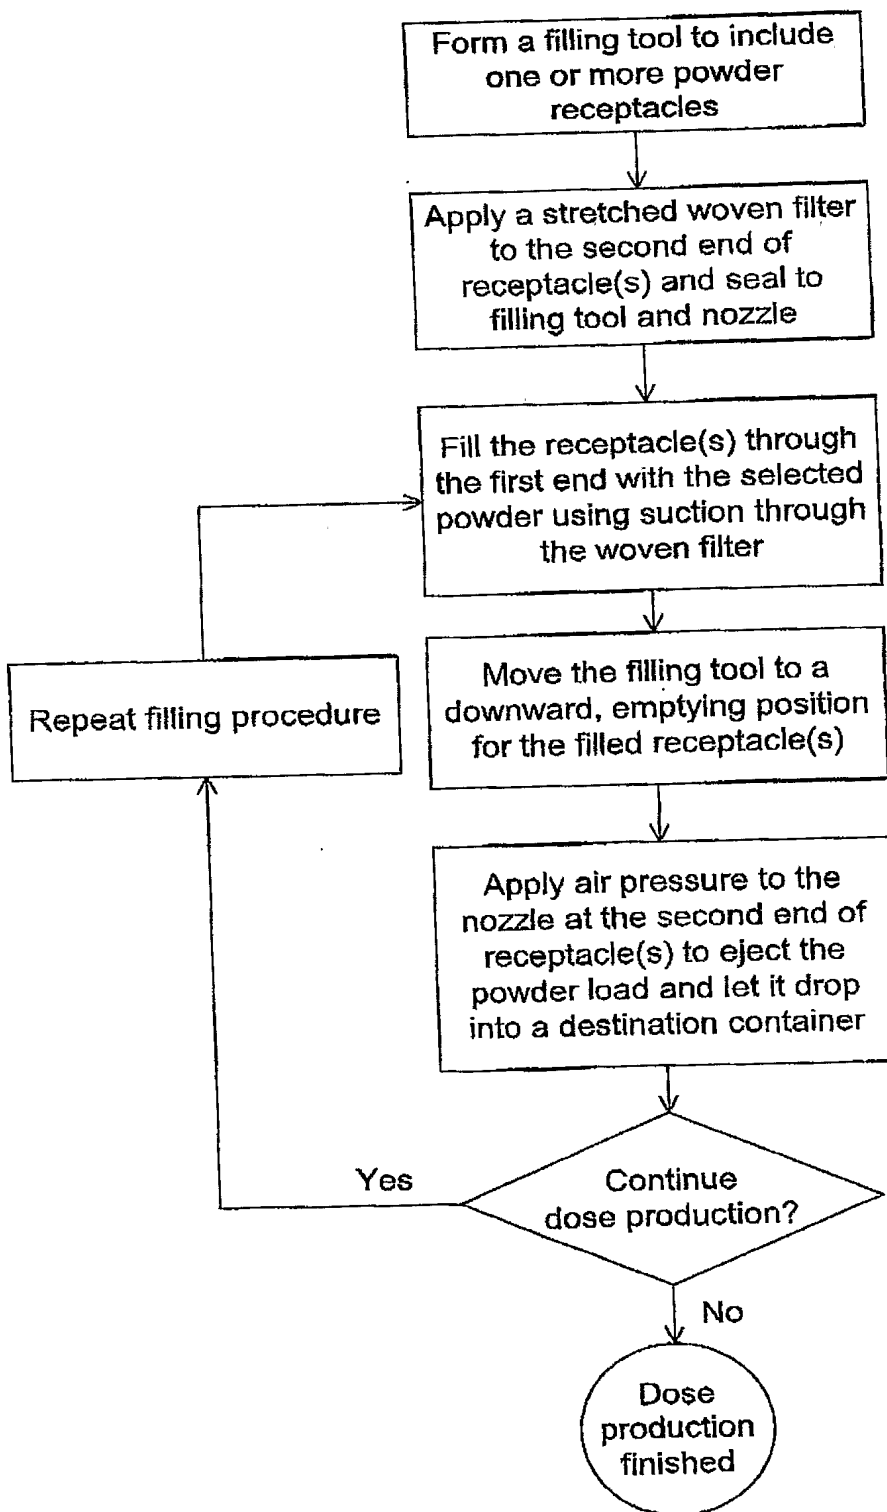 Form a filling tool to include
one or more powder
receptacles
Apply a stretched woven filter
to the second end of
receptacle(s) and seal to
filling tool and nozzle
Fill the receptacle(s) through
the first end with the selected
powder using suction through
the woven filter
Repeat filling procedure
Move the filling tool to a
downward, emptying position
for the filled receptacle(s)
Apply air pressure to the
nozzle at the second end of
receptacle(s) to eject the
powder load and let it drop
into a destination container
Yes
Continue
dose production?
No
Dose
production
finished